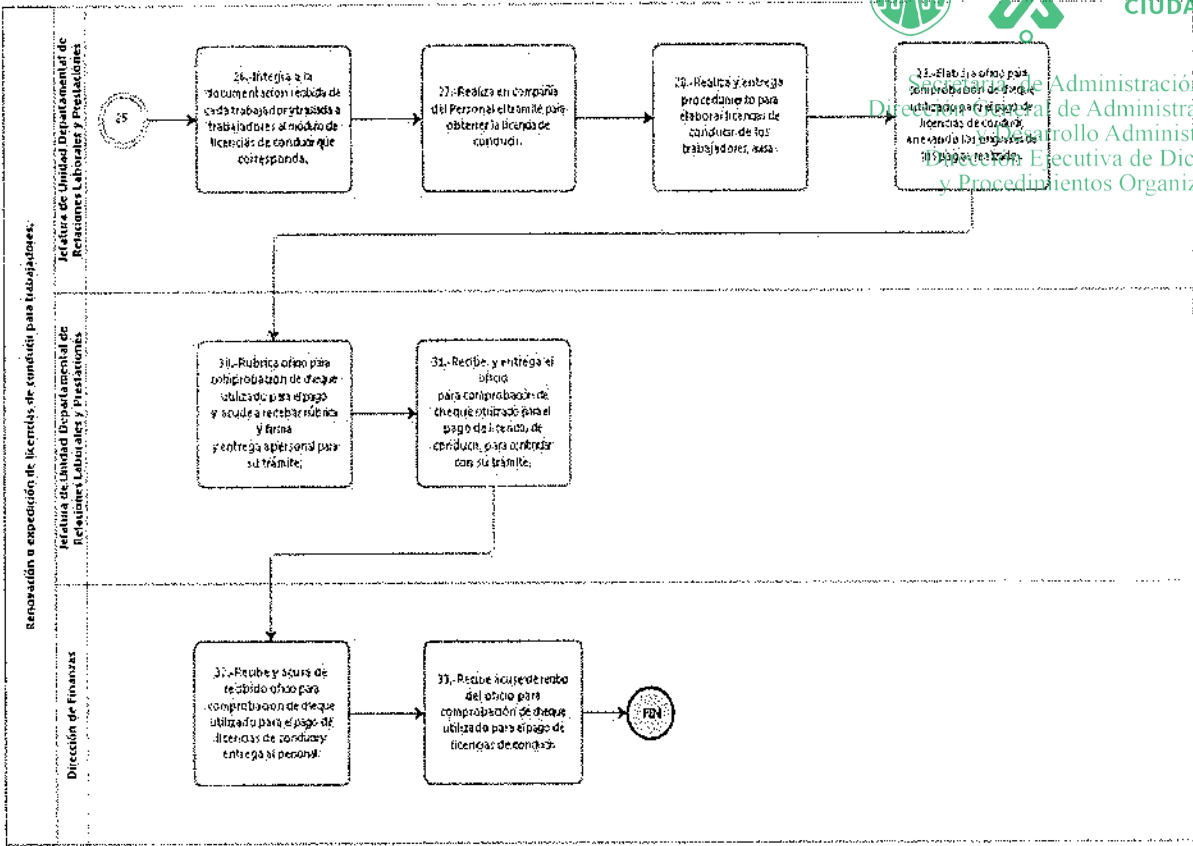 CIUDA
Secretaría de Administración
Dirección General de Administra
y Desarrollo Administ
Dirección Ejecutiva de Dic
y Procedimientos Organiz
Renovación o expedición de licencias de conducir para trabajadores.
Jefatura de Unidad Departamental de
Relaciones Laborales y Prestaciones
25
26.-Integra a la
documentación recibida de
cada trabajador y traslada a
trabajadores al módulo de
licencias de conducir que
corresponda.
27.-Realiza en compañía
del Personal el trámite para
obtener la licencia de
conducir.
28.-Realiza y entrega
procedimiento para
elaborar licencias de
conducir de los
trabajadores,
29.-Elabora oficio para
comprobación de cheque
utilizado para el pago de
licencias de conducir,
anexando los
los pagos realizados.
Jefatura de Unidad Departamental de
Relaciones Laborales y Prestaciones
30.-Rubrica oficio para
comprobación de cheque
utilizado para el pago
y acude a recabar rúbrica
y firma
y entrega a personal para
su trámite.
31.-Recibe y entrega el
oficio
para comprobación de
cheque utilizado para el
pago de licencia de
conducir, para continuar
con su trámite.
Dirección de Finanzas
32.-Recibe y acusa de
recibido oficio para
comprobación de cheque
utilizado para el pago de
licencias de conducir y
entrega al personal.
33.-Recibe acuse de recibo
del oficio para
comprobación de cheque
utilizado para el pago de
licencias de conducir.
FIN